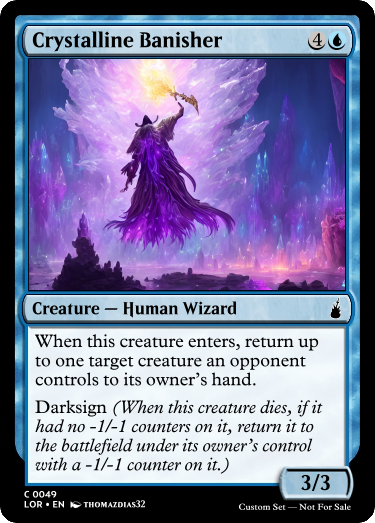 Crystalline Banisher 4
Creature — Human Wizard
When this creature enters, return up
to one target creature an opponent
controls to its owner's hand.
Darksign (When this creature dies, if it
had no -1/-1 counters on it, return it to
the battlefield under its owner's control
with a -1/-1 counter on it.)
3/3
C 0049
LOR • EN THOMAZDIAS32
Custom Set — Not For Sale